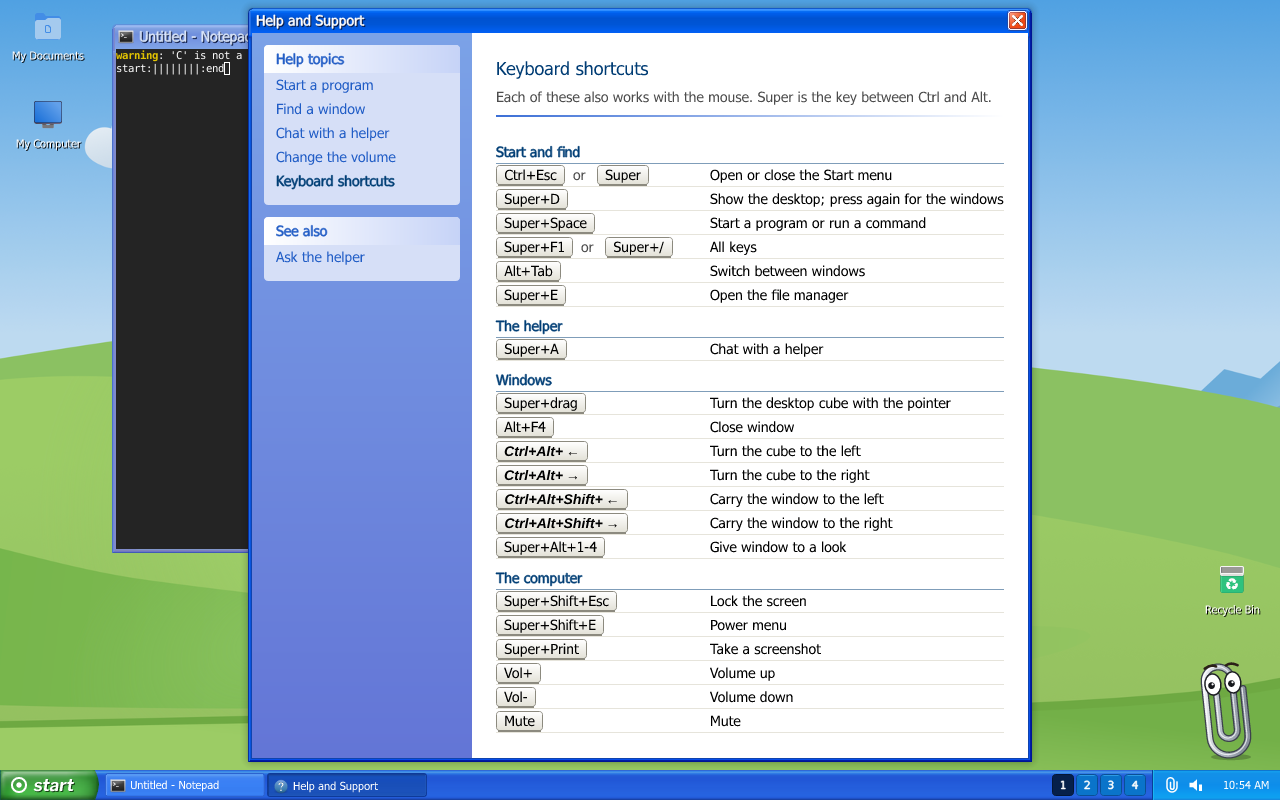 Help and Support
My Documents
Untitled - Notepa
warning: 'C' is not a
start:||||||||:end
My Computer
Help topics
Start a program
Find a window
Chat with a helper
Change the volume
Keyboard shortcuts
See also
Ask the helper
Keyboard shortcuts
Each of these also works with the mouse. Super is the key between Ctrl and Alt.
Start and find
Ctrl+Esc or Super Open or close the Start menu
Super+D Show the desktop; press again for the windows
Super+Space Start a program or run a command
Super+F1 or Super+/ All keys
Alt+Tab Switch between windows
Super+E Open the file manager
The helper
Super+A Chat with a helper
Windows
Super+drag Turn the desktop cube with the pointer
Alt+F4 Close window
Ctrl+Alt+ ← Turn the cube to the left
Ctrl+Alt+ → Turn the cube to the right
Ctrl+Alt+Shift+ ← Carry the window to the left
Ctrl+Alt+Shift+ → Carry the window to the right
Super+Alt+1-4 Give window to a look
The computer
Super+Shift+Esc Lock the screen
Super+Shift+E Power menu
Super+Print Take a screenshot
Vol+ Volume up
Vol- Volume down
Mute Mute
Recycle Bin
start Untitled - Notepad Help and Support 1 2 3 4 10:54 AM